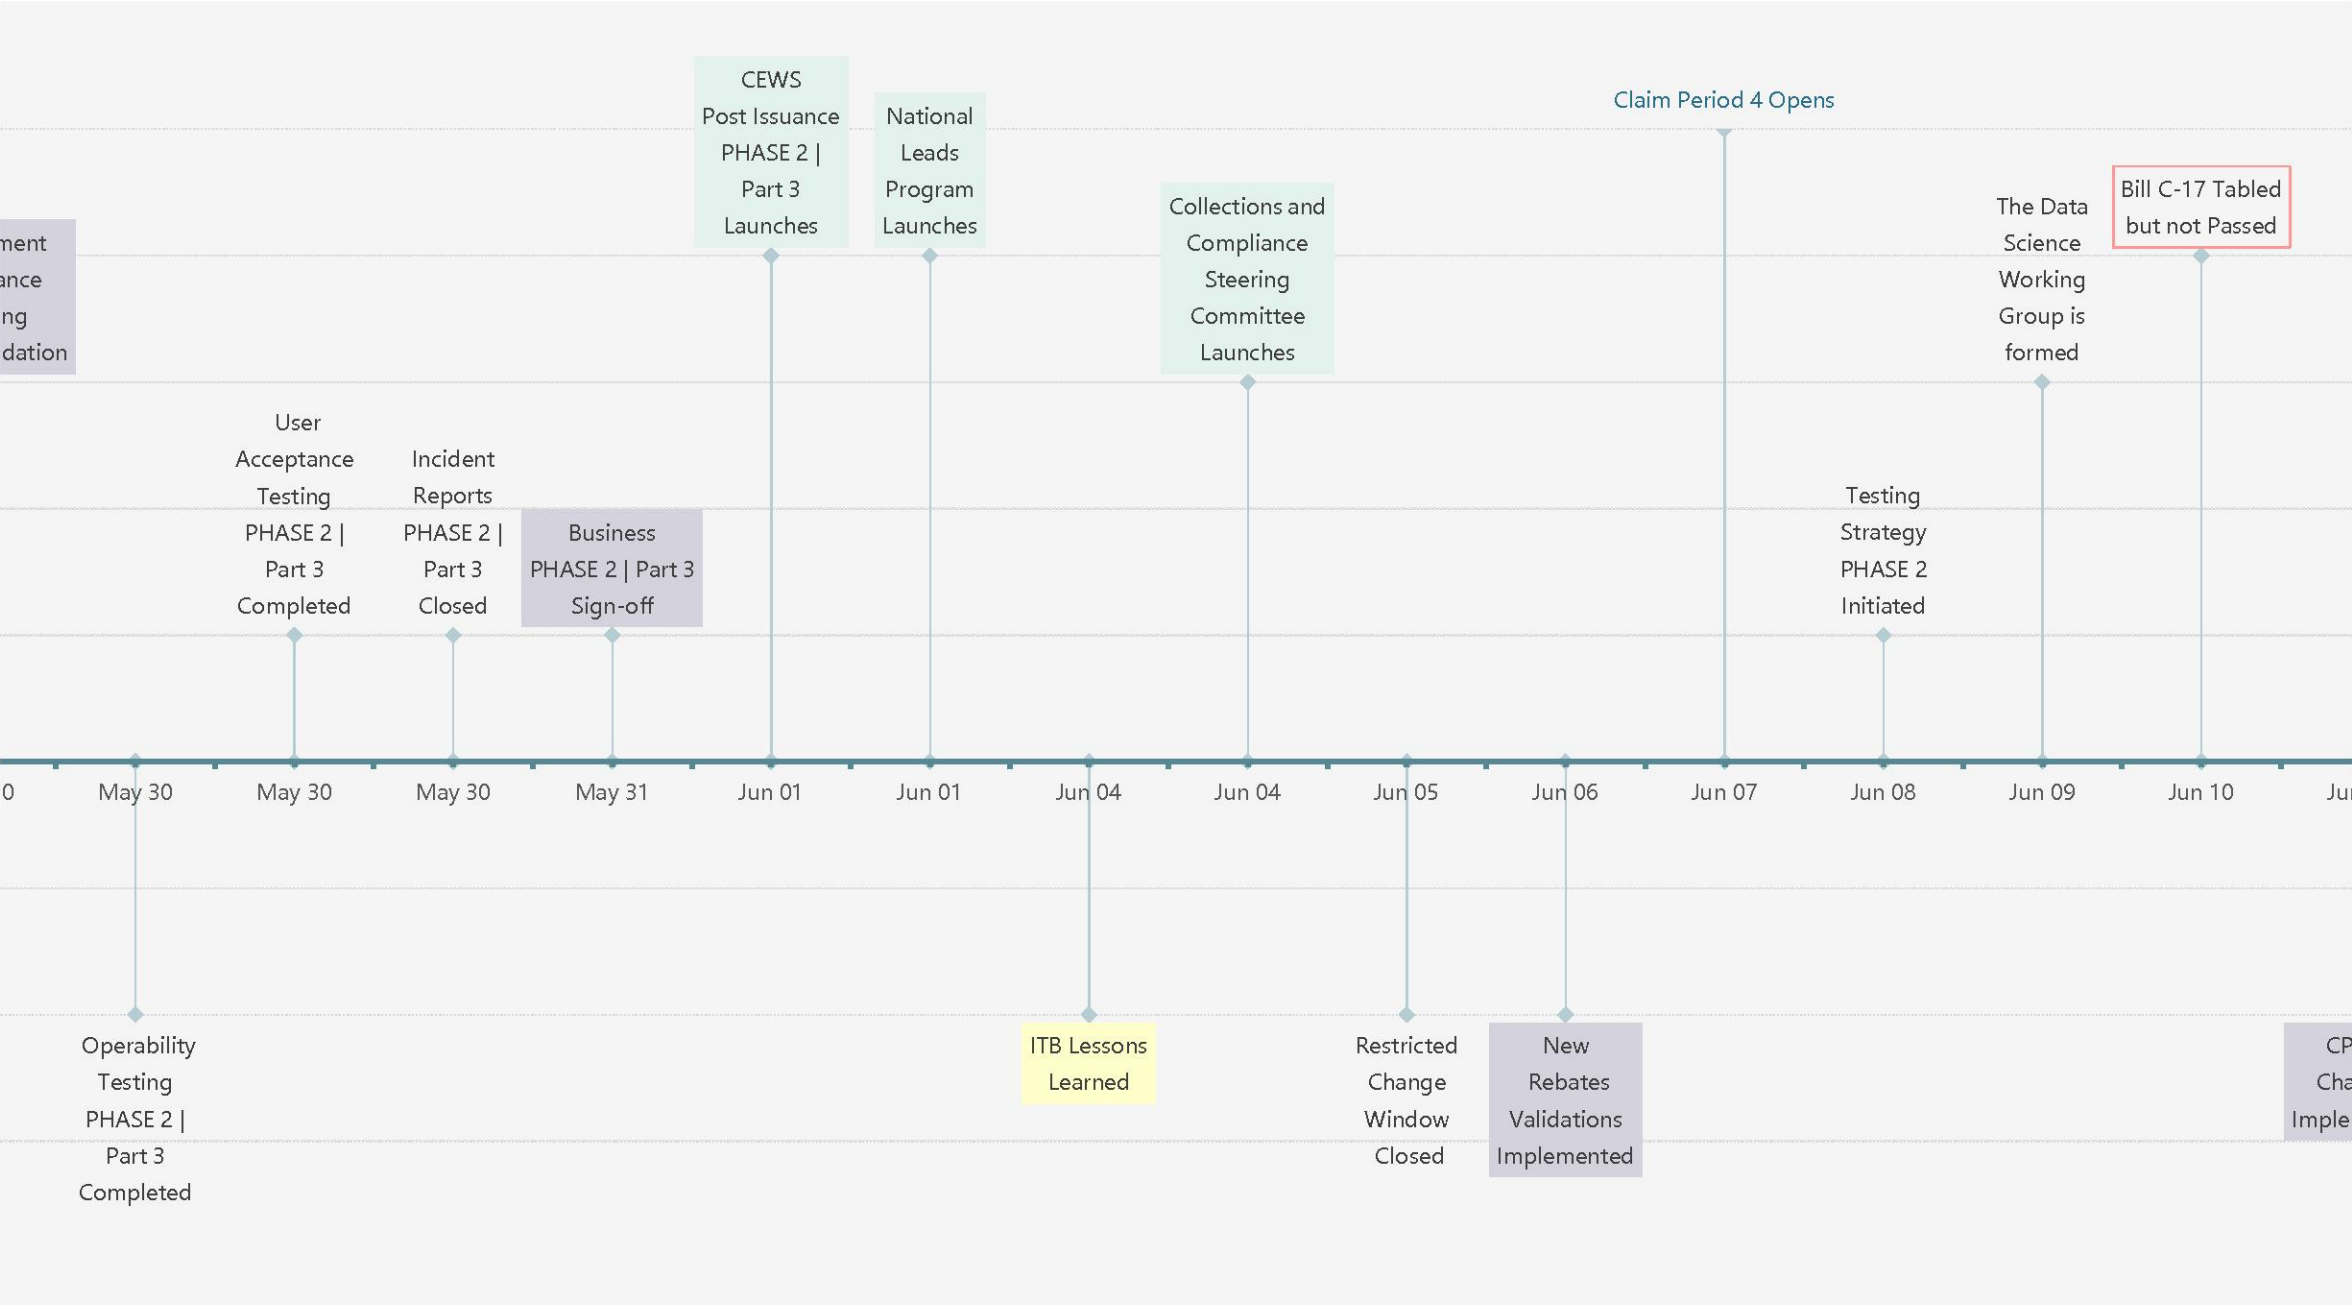 CEWS
Post Issuance
PHASE 2 |
Part 3
Launches
National
Leads
Program
Launches
Claim Period 4 Opens
Collections and
Compliance
Steering
Committee
Launches
The Data
Science
Working
Group is
formed
Bill C-17 Tabled
but not Passed
User
Acceptance
Testing
PHASE 2 |
Part 3
Completed
Incident
Reports
PHASE 2 |
Part 3
Closed
Business
PHASE 2 | Part 3
Sign-off
Testing
Strategy
PHASE 2
Initiated
May 30
May 30
May 30
May 31
Jun 01
Jun 01
Jun 04
Jun 04
Jun 05
Jun 06
Jun 07
Jun 08
Jun 09
Jun 10
Operability
Testing
PHASE 2 |
Part 3
Completed
ITB Lessons
Learned
Restricted
Change
Window
Closed
New
Rebates
Validations
Implemented